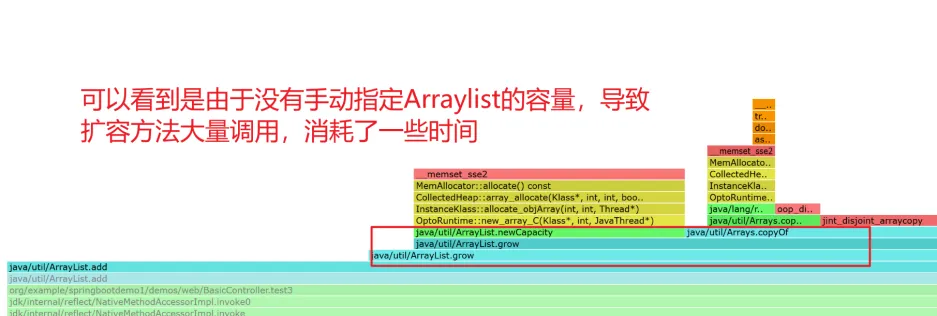 可以看到是由于没有手动指定Arraylist的容量，导致
扩容方法大量调用，消耗了一些时间
__..
tr..
do..
as..
__memset_sse2
__memset_sse2
MemAllocato..
MemAllocator::allocate() const
CollectedHe..
CollectedHeap::array_allocate(Klass*, int, int, boo..
InstanceKla..
InstanceKlass::allocate_objArray(int, int, Thread*)
OptoRuntime..
OptoRuntime::new_array_C(Klass*, int, JavaThread*)
java/lang/r..
oop_di..
java/util/Arrays.cop..
jint_disjoint_arraycopy
java/util/ArrayList.newCapacity
java/util/Arrays.copyOf
java/util/ArrayList.grow
java/util/ArrayList.grow
java/util/ArrayList.add
java/util/ArrayList.add
org/example/springbootdemo1/demos/web/BasicController.test3
jdk/internal/reflect/NativeMethodAccessorImpl.invoke0
jdk/internal/reflect/NativeMethodAccessorImpl.invoke